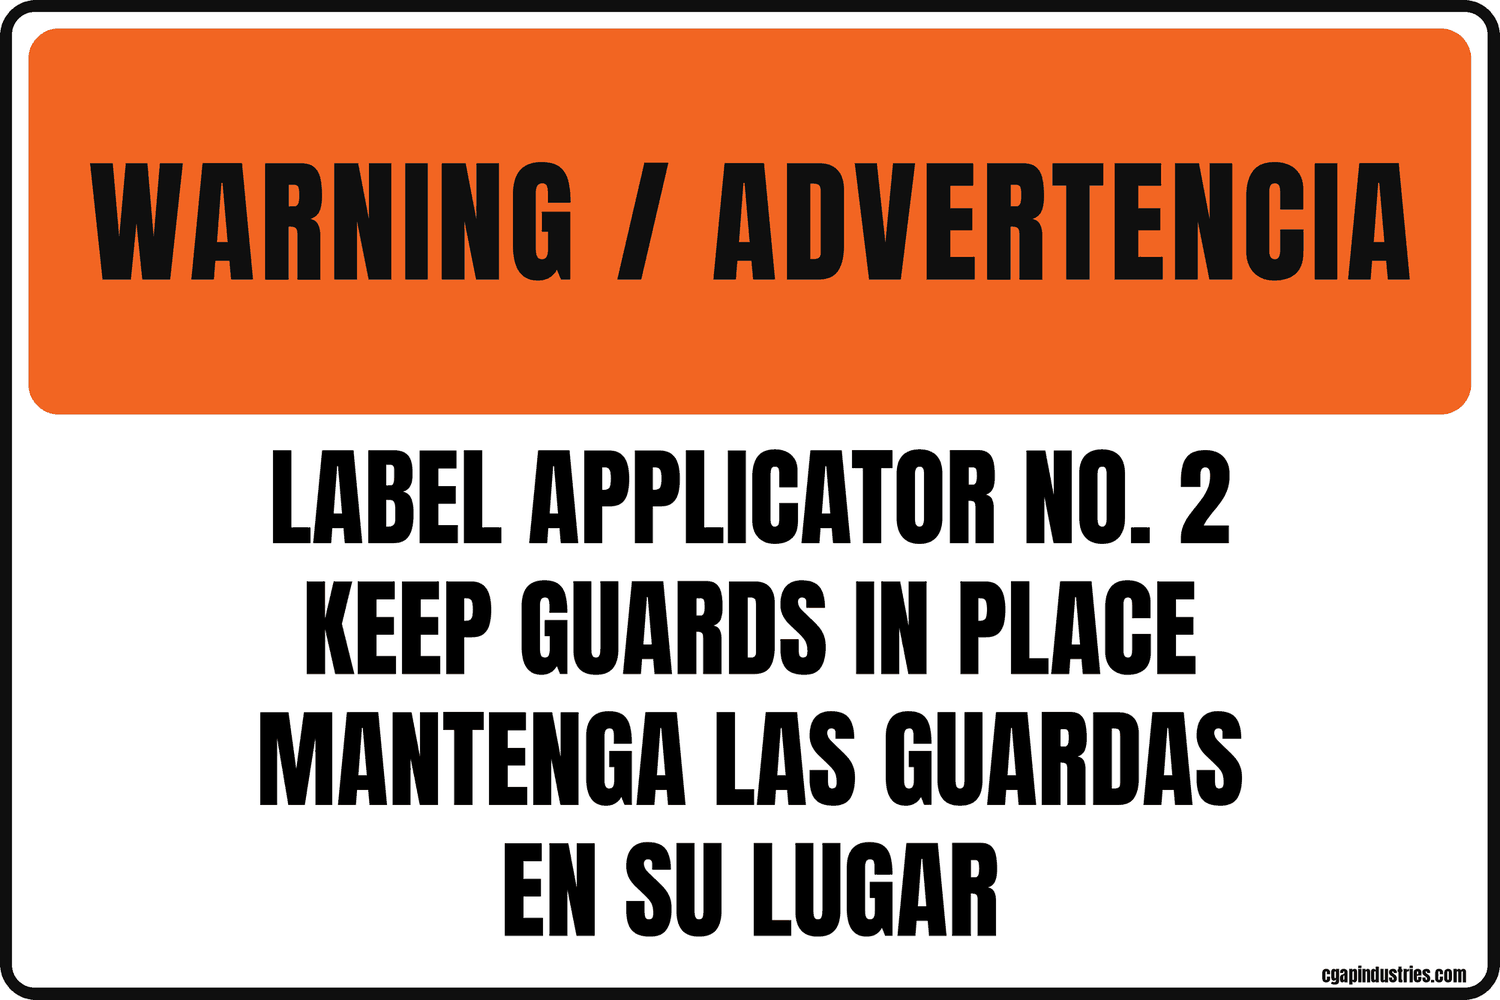 WARNING / ADVERTENCIA
LABEL APPLICATOR NO. 2
KEEP GUARDS IN PLACE
MANTENGA LAS GUARDAS
EN SU LUGAR
cgapindustries.com